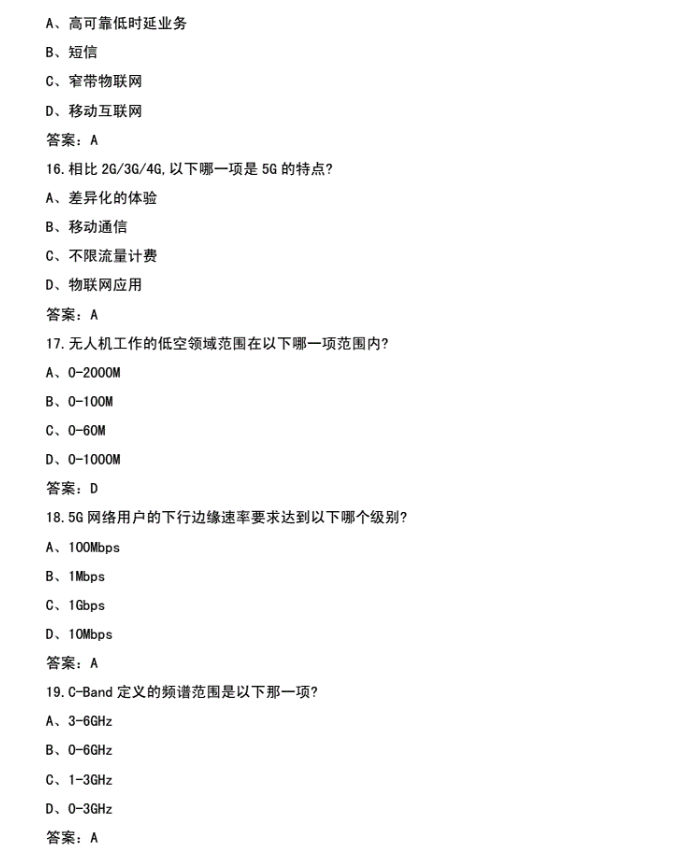 A、高可靠低时延业务
B、短信
C、窄带物联网
D、移动互联网
答案：A
16.相比 2G/3G/4G,以下哪一项是 5G 的特点?
A、差异化的体验
B、移动通信
C、不限流量计费
D、物联网应用
答案：A
17.无人机工作的低空领域范围在以下哪一项范围内?
A、0-2000M
B、0-100M
C、0-60M
D、0-1000M
答案：D
18.5G 网络用户的下行边缘速率要求达到以下哪个级别?
A、100Mbps
B、1Mbps
C、1Gbps
D、10Mbps
答案：A
19.C-Band 定义的频谱范围是以下那一项?
A、3-6GHz
B、0-6GHz
C、1-3GHz
D、0-3GHz
答案：A